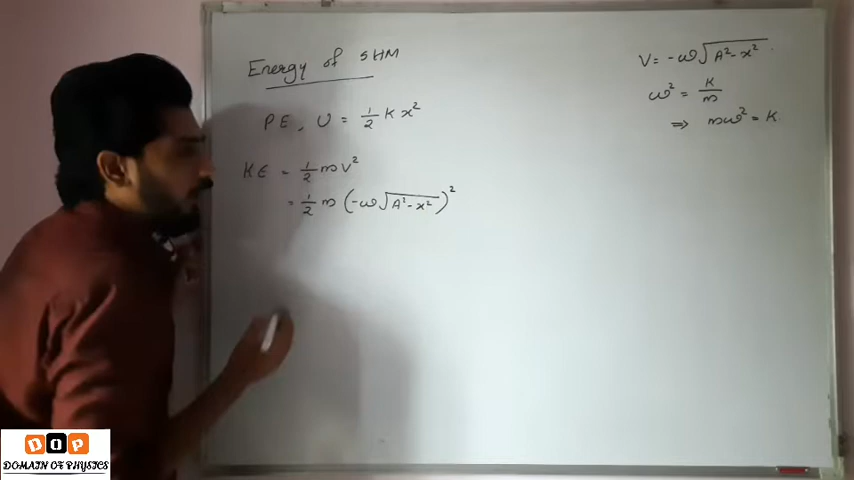 Energy of SHM
PE, U = 1/2 K x²
KE = 1/2 m V²
= 1/2 m (-ω√(A²-x²))²
V = -ω√(A²-x²)
ω² = K/m
⇒ mω² = K
DOP
DOMAIN OF PHYSICS